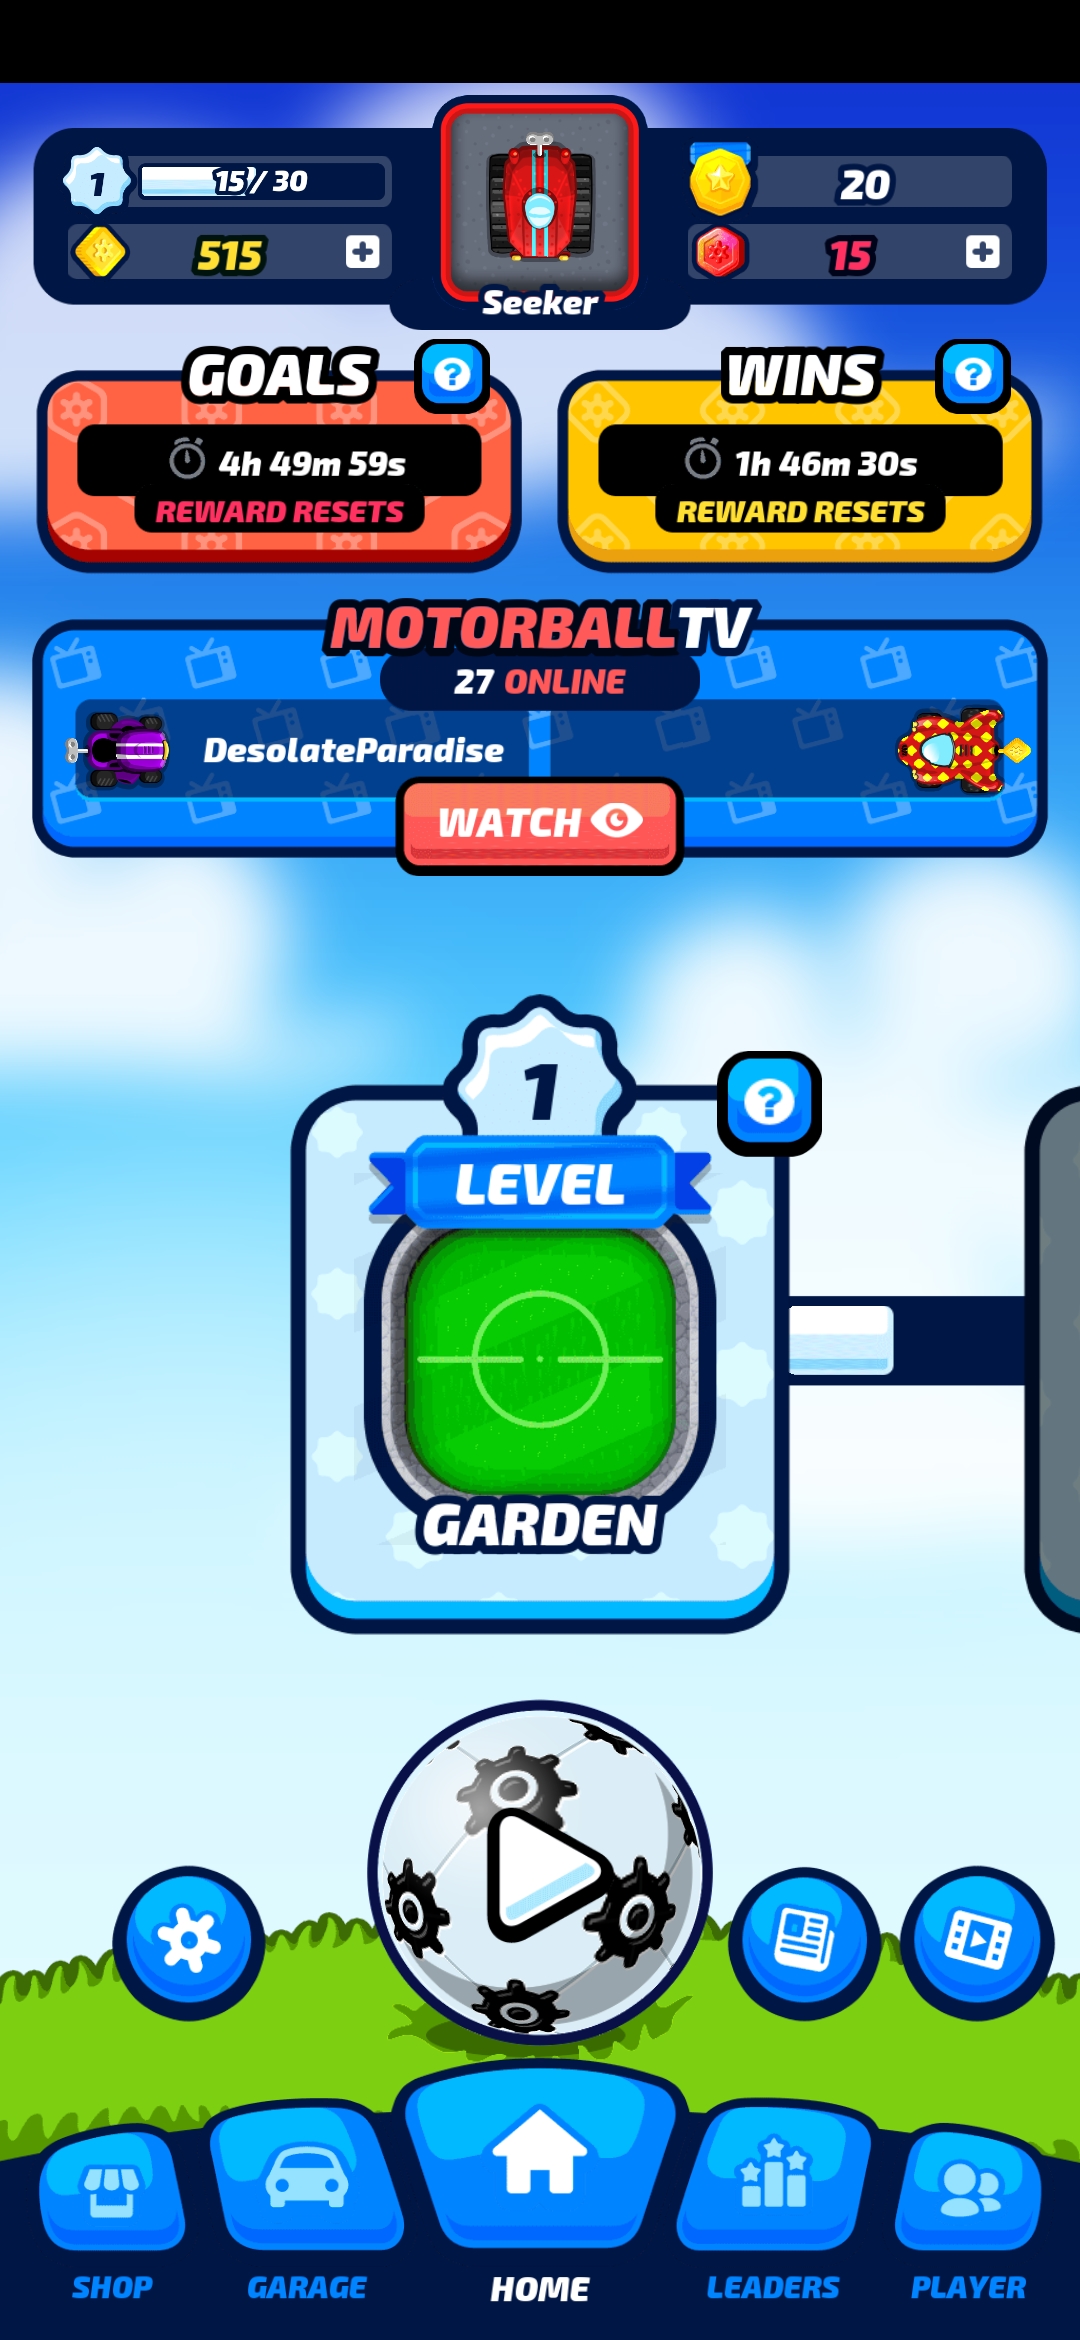 1
15/ 30
20
515
15
Seeker
GOALS
WINS
4h 49m 59s
1h 46m 30s
REWARD RESETS
REWARD RESETS
MOTORBALLTV
27 ONLINE
DesolateParadise
WATCH
1
LEVEL
GARDEN
SHOP
GARAGE
HOME
LEADERS
PLAYER